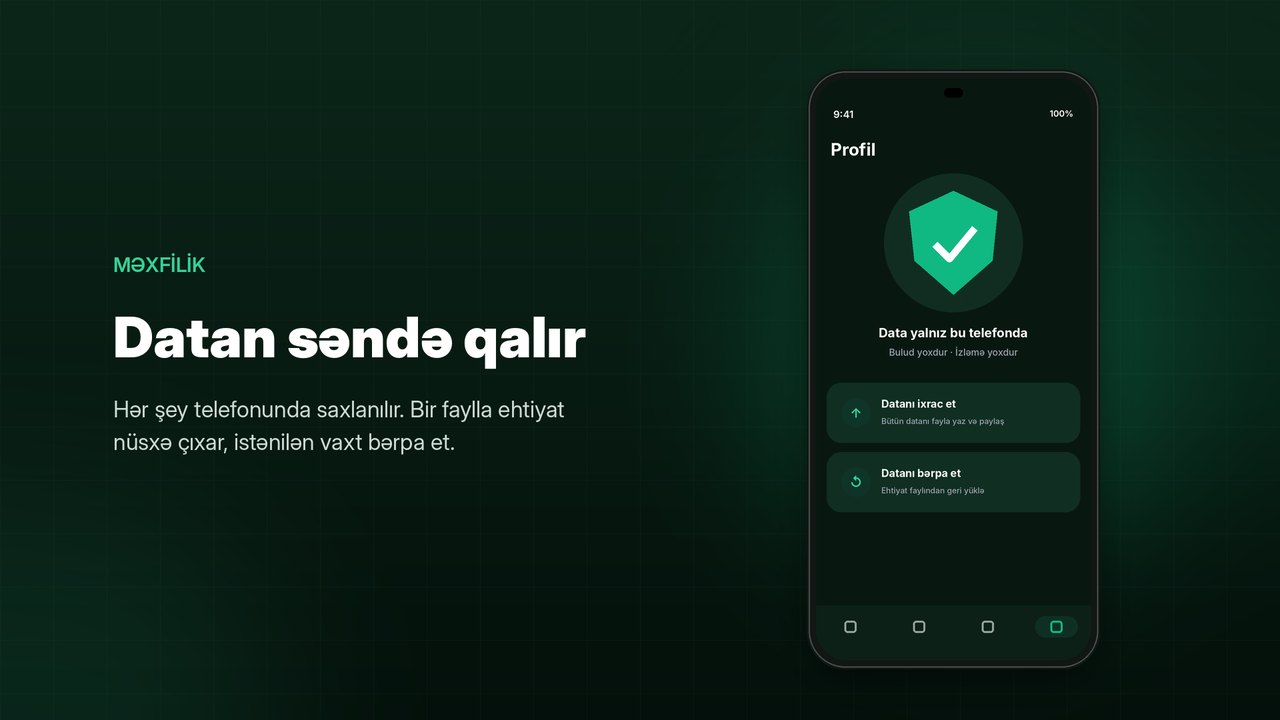 MƏXFİLİK
Datan səndə qalır
Hər şey telefonunda saxlanılır. Bir faylla ehtiyat
nüsxə çıxar, istənilən vaxt bərpa et.
9:41
100%
Profil
Data yalnız bu telefonda
Bulud yoxdur · İzləmə yoxdur
Datanı ixrac et
Bütün datanı fayla yaz və paylaş
Datanı bərpa et
Ehtiyat faylından geri yüklə